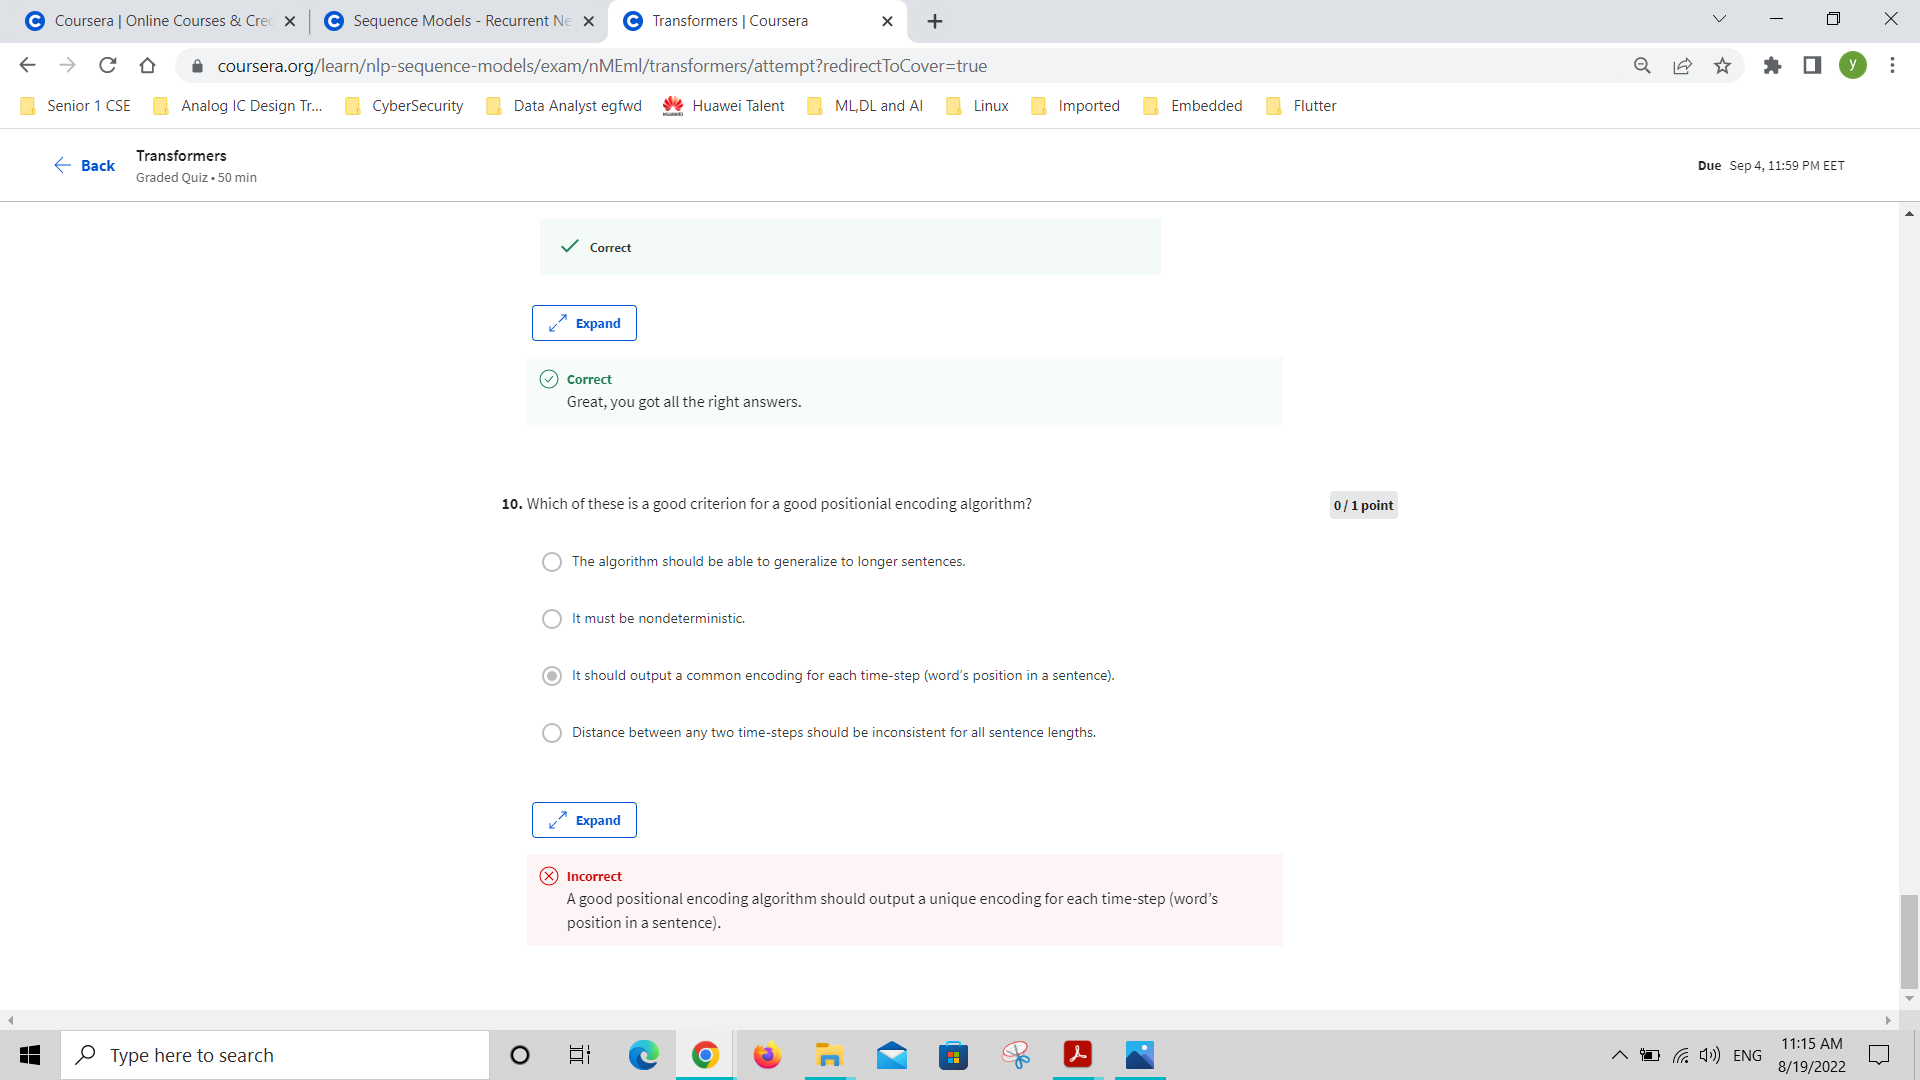 Coursera | Online Courses & Cre
Sequence Models - Recurrent Ne
Transformers | Coursera
coursera.org/learn/nlp-sequence-models/exam/nMEml/transformers/attempt?redirectToCover=true
y
Senior 1 CSE
Analog IC Design Tr...
CyberSecurity
Data Analyst egfwd
HUAWEI
Huawei Talent
ML,DL and AI
Linux
Imported
Embedded
Flutter
Back
Transformers
Graded Quiz • 50 min
Due Sep 4, 11:59 PM EET
Correct
Expand
Correct
Great, you got all the right answers.
10. Which of these is a good criterion for a good positionial encoding algorithm?
0 / 1 point
The algorithm should be able to generalize to longer sentences.
It must be nondeterministic.
It should output a common encoding for each time-step (word’s position in a sentence).
Distance between any two time-steps should be inconsistent for all sentence lengths.
Expand
Incorrect
A good positional encoding algorithm should output a unique encoding for each time-step (word’s
position in a sentence).
Type here to search
ENG
11:15 AM
8/19/2022